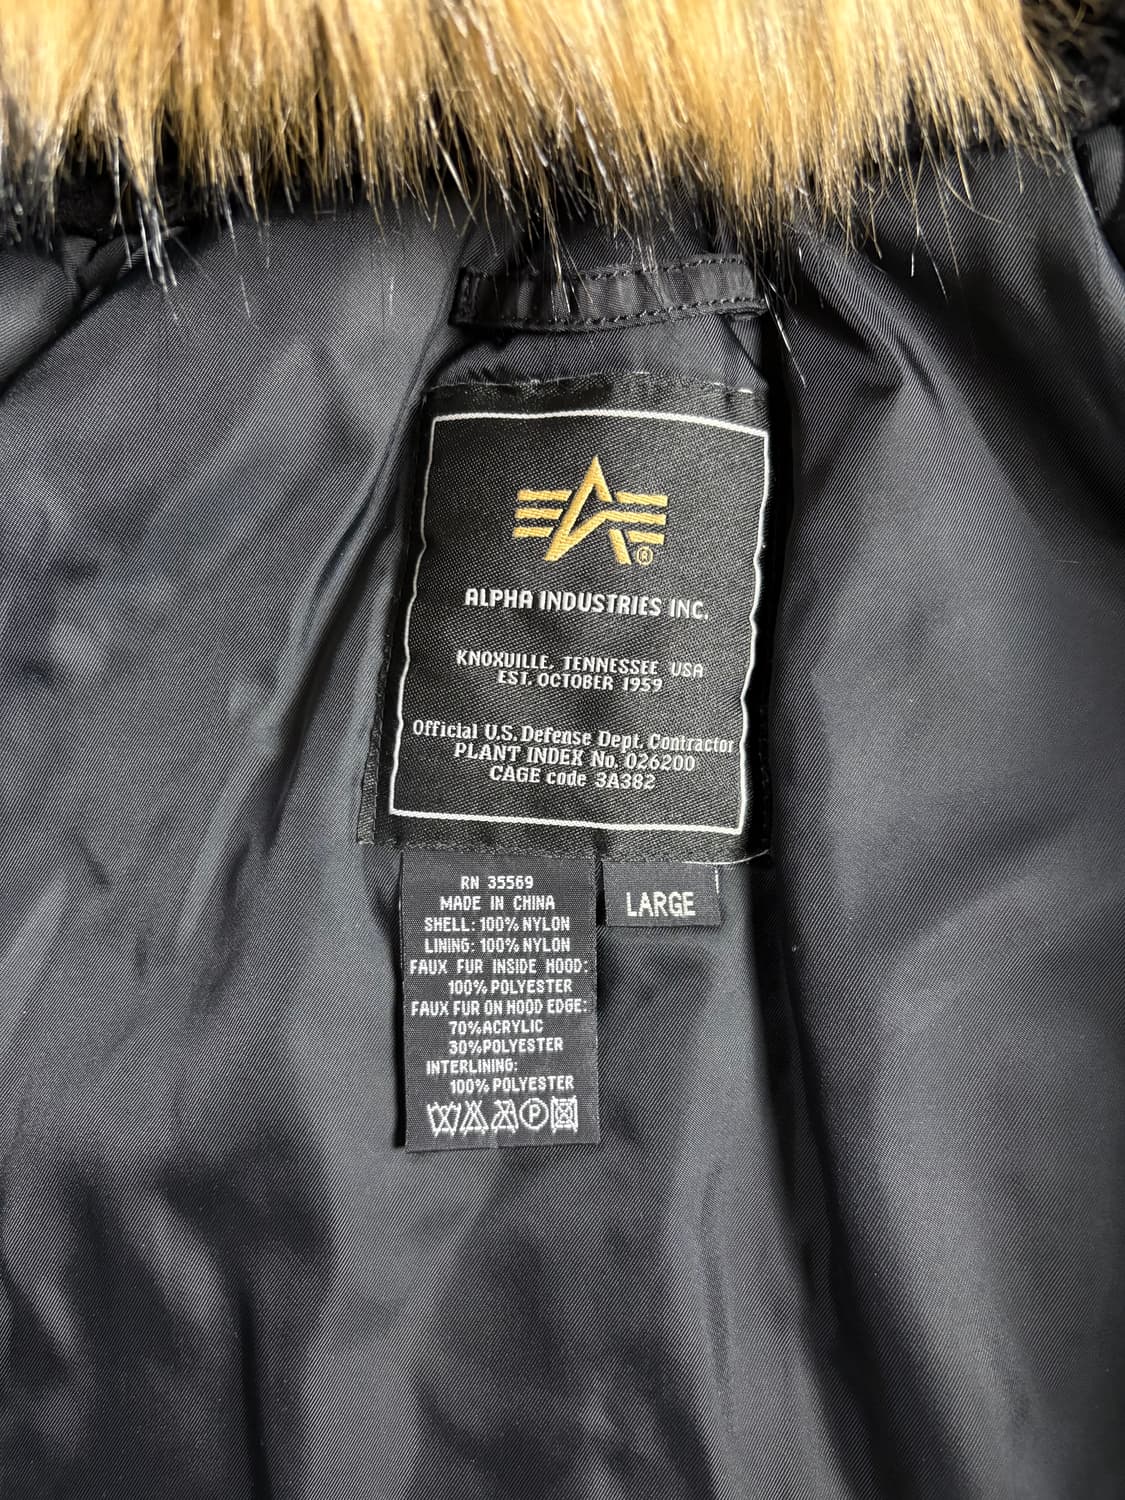 ®
ALPHA INDUSTRIES INC.
KNOXVILLE, TENNESSEE, USA
EST. OCTOBER 1959
Official U.S. Defense Dept. Contractor
PLANT INDEX No. 026200
CAGE code 3A382
LARGE
RN 35569
MADE IN CHINA
SHELL: 100% NYLON
LINING: 100% NYLON
FAUX FUR INSIDE HOOD:
100% POLYESTER
FAUX FUR ON HOOD EDGE:
70% ACRYLIC
30% POLYESTER
INTERLINING:
100% POLYESTER
P